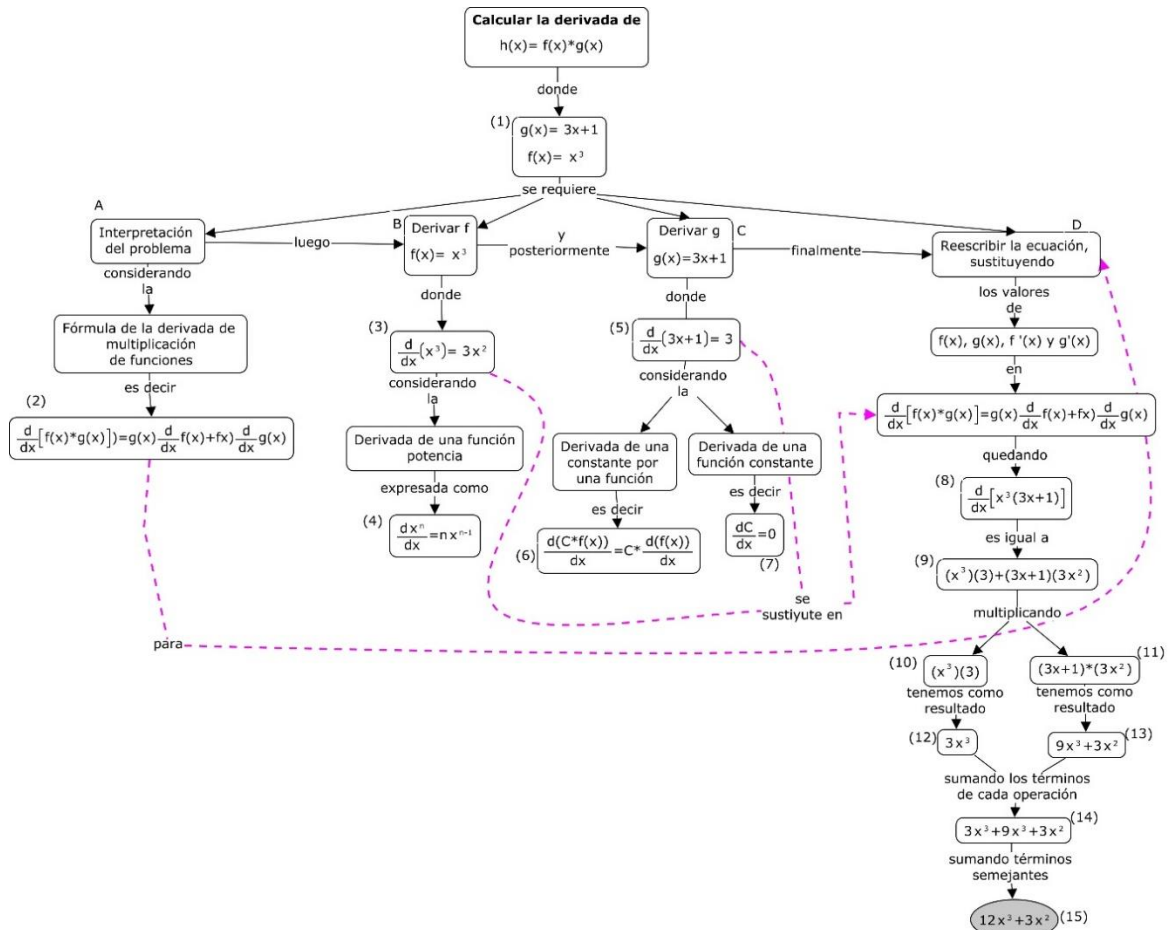 Calcular la derivada de
h(x)= f(x)*g(x)
donde
(1)
g(x)= 3x+1
f(x)= x³
se requiere
A
Interpretación
del problema
luego
B
Derivar f
f(x)= x³
y
posteriormente
C
Derivar g
g(x)=3x+1
finalmente
D
Reescribir la ecuación,
sustituyendo
considerando
la
Fórmula de la derivada de
multiplicación
de funciones
es decir
(2)
d/dx[f(x)*g(x)])=g(x) d/dx f(x)+fx) d/dx g(x)
pára
donde
(3)
d/dx(x³)= 3x²
considerando
la
Derivada de una función
potencia
expresada como
(4)
dxⁿ/dx=nxⁿ⁻¹
donde
(5)
d/dx(3x+1)= 3
considerando
la
Derivada de una
constante por
una función
es decir
(6)
d(C*f(x))/dx=C* d(f(x))/dx
Derivada de una
función constante
es decir
dC/dx=0
(7)
se
sustiyute en
los valores
de
f(x), g(x), f '(x) y g'(x)
en
d/dx[f(x)*g(x)]=g(x) d/dx f(x)+fx) d/dx g(x)
quedando
(8)
d/dx[x³(3x+1)]
es igual a
(9)
(x³)(3)+(3x+1)(3x²)
multiplicando
(10)
(x³)(3)
tenemos como
resultado
(12)
3x³
(11)
(3x+1)*(3x²)
tenemos como
resultado
(13)
9x³+3x²
sumando los términos
de cada operación
3x³+9x³+3x²
(14)
sumando términos
semejantes
12x³+3x²
(15)